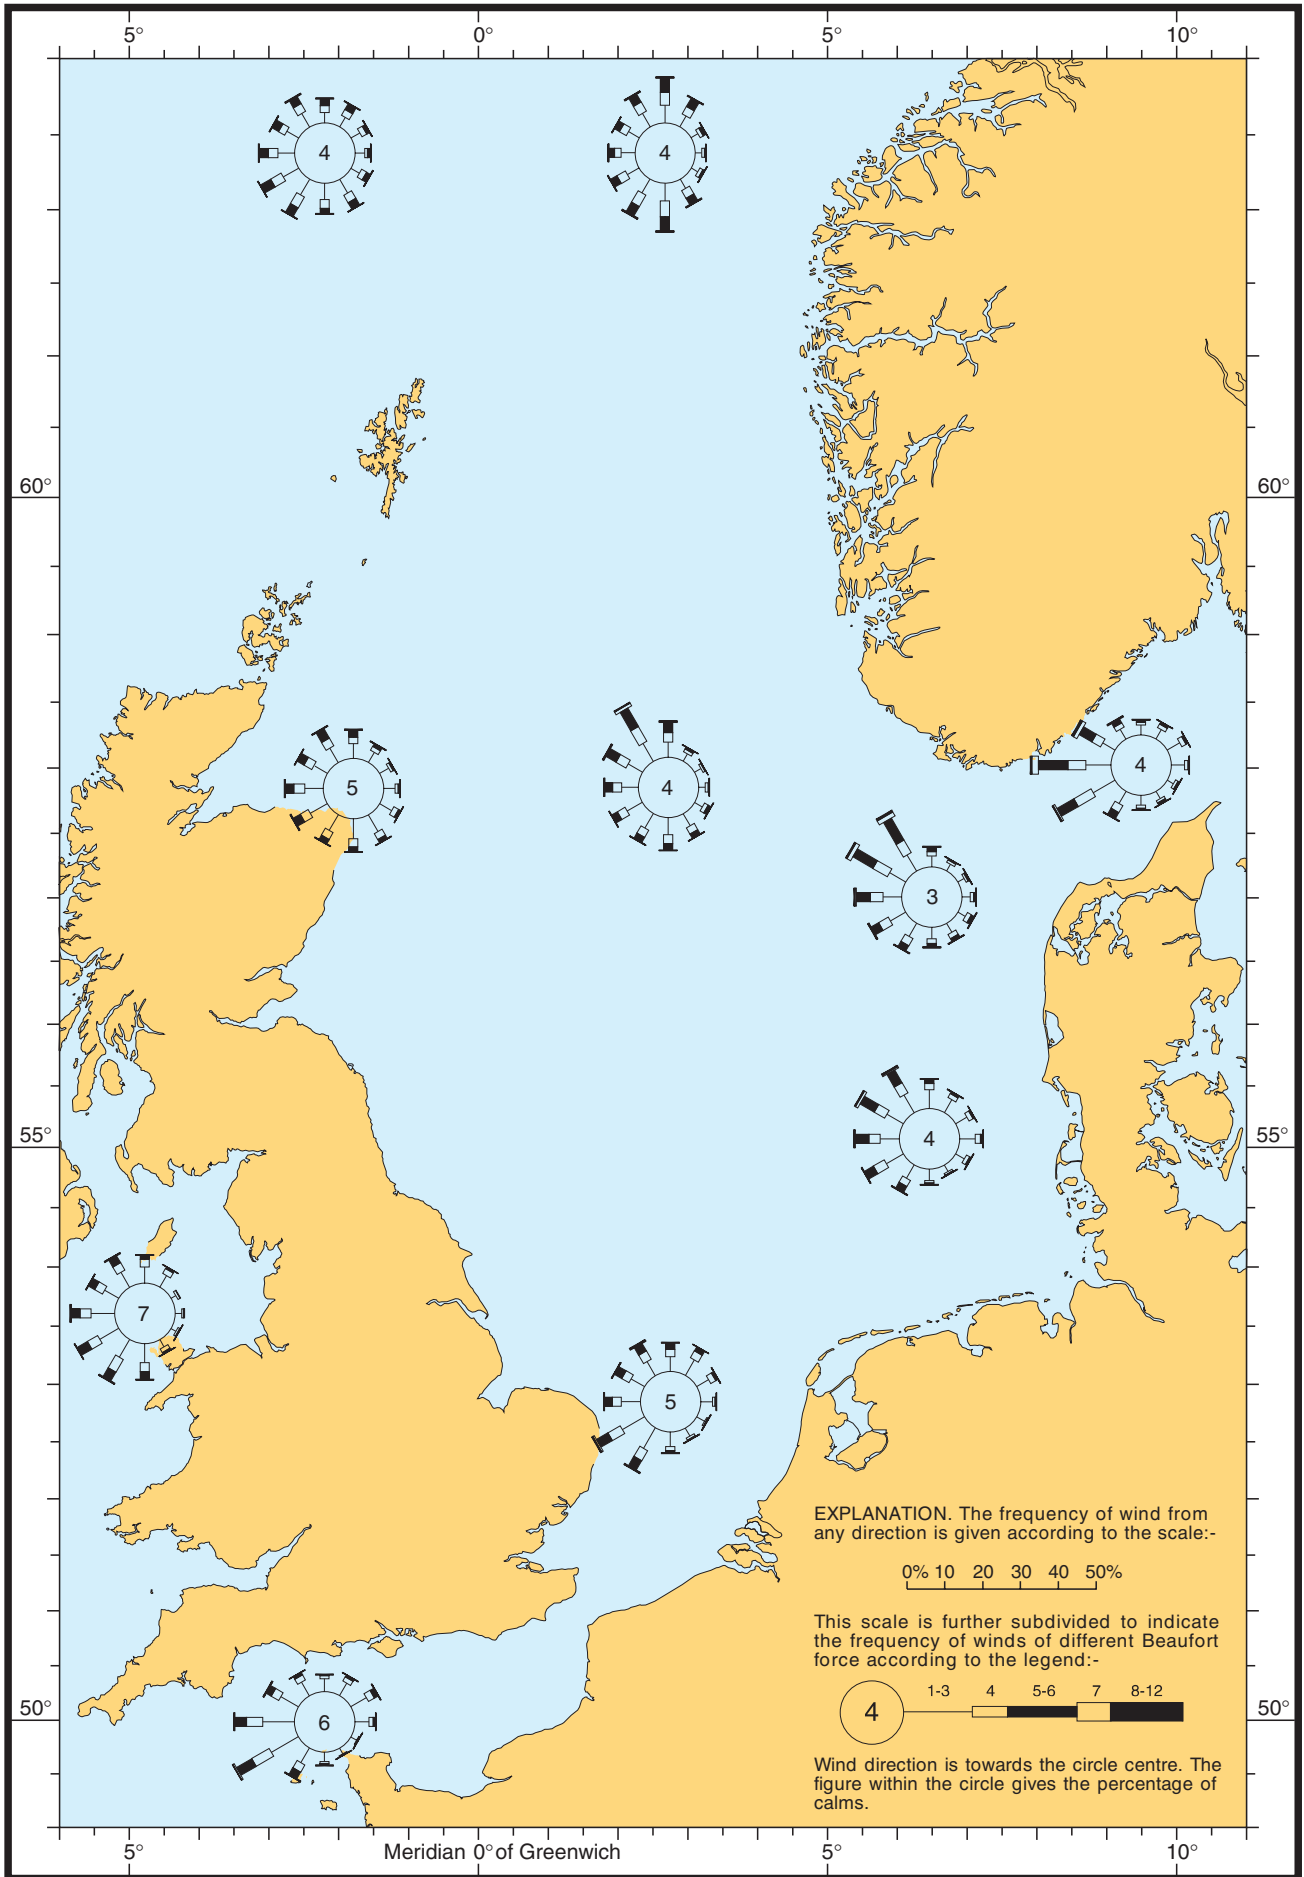 5° 0° 5° 10°
4 4
60° 60°
5 4 4
3
55° 4 55°
7
5
EXPLANATION. The frequency of wind from
any direction is given according to the scale:-
0% 10 20 30 40 50%
This scale is further subdivided to indicate
the frequency of winds of different Beaufort
force according to the legend:-
1-3 4 5-6 7 8-12
4
50° 6 50°
Wind direction is towards the circle centre. The
figure within the circle gives the percentage of
calms.
5° Meridian 0° of Greenwich 5° 10°